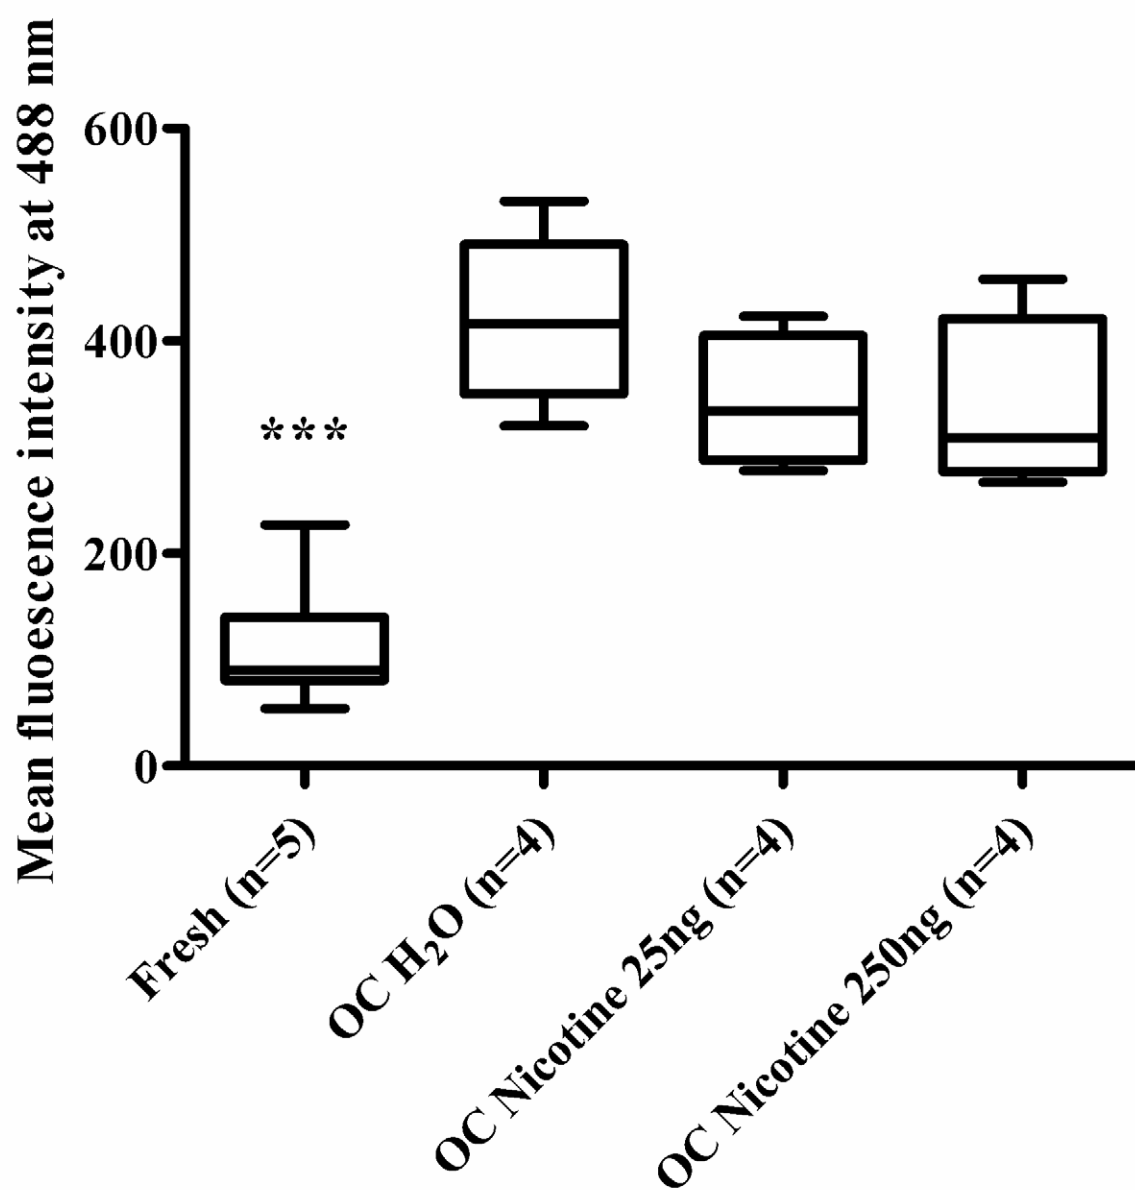 Mean fluoescence intensity at 488 nm
600
400
200
0
***
Fresh (n=5)
OC H₂O (n=4)
OC Nicotine 25ng (n=4)
OC Nicotine 250ng (n=4)